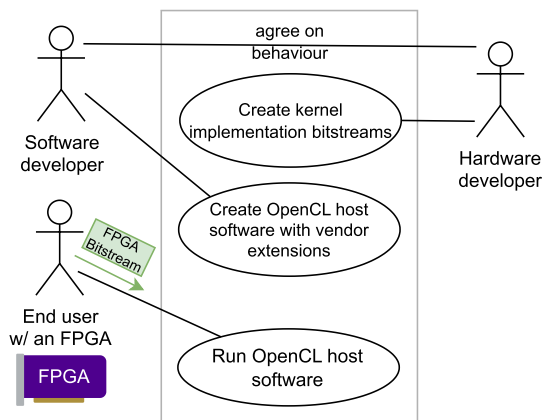 agree on
behaviour
Software
developer
Create kernel
implementation bitstreams
Hardware
developer
Create OpenCL host
software with vendor
extensions
FPGA
Bitstream
End user
w/ an FPGA
FPGA
Run OpenCL host
software